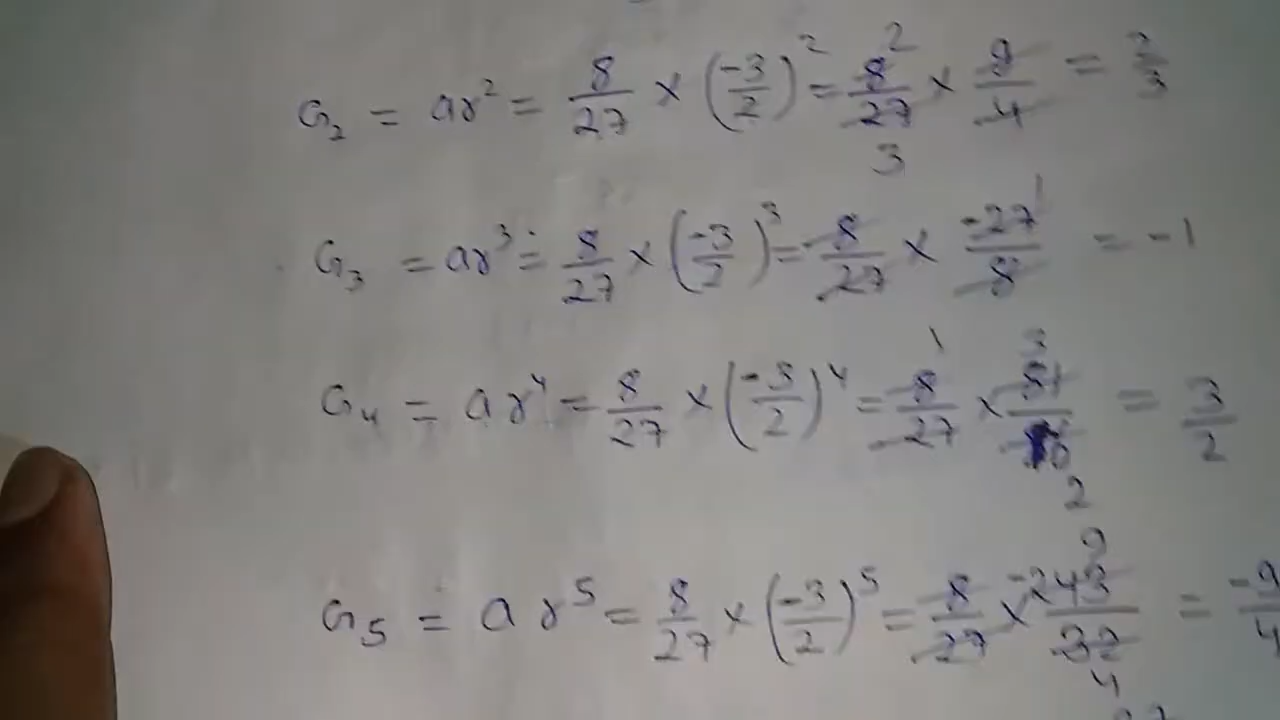 G₂ = ar² = 8/27 × (-3/2)² = 8/27 × 9/4 = 2/3
G₃ = ar³ = 8/27 × (-3/2)³ = 8/27 × -27/8 = -1
G₄ = ar⁴ = 8/27 × (-3/2)⁴ = 8/27 × 81/16 = 3/2
G₅ = ar⁵ = 8/27 × (-3/2)⁵ = 8/27 × -243/32 = -9/4